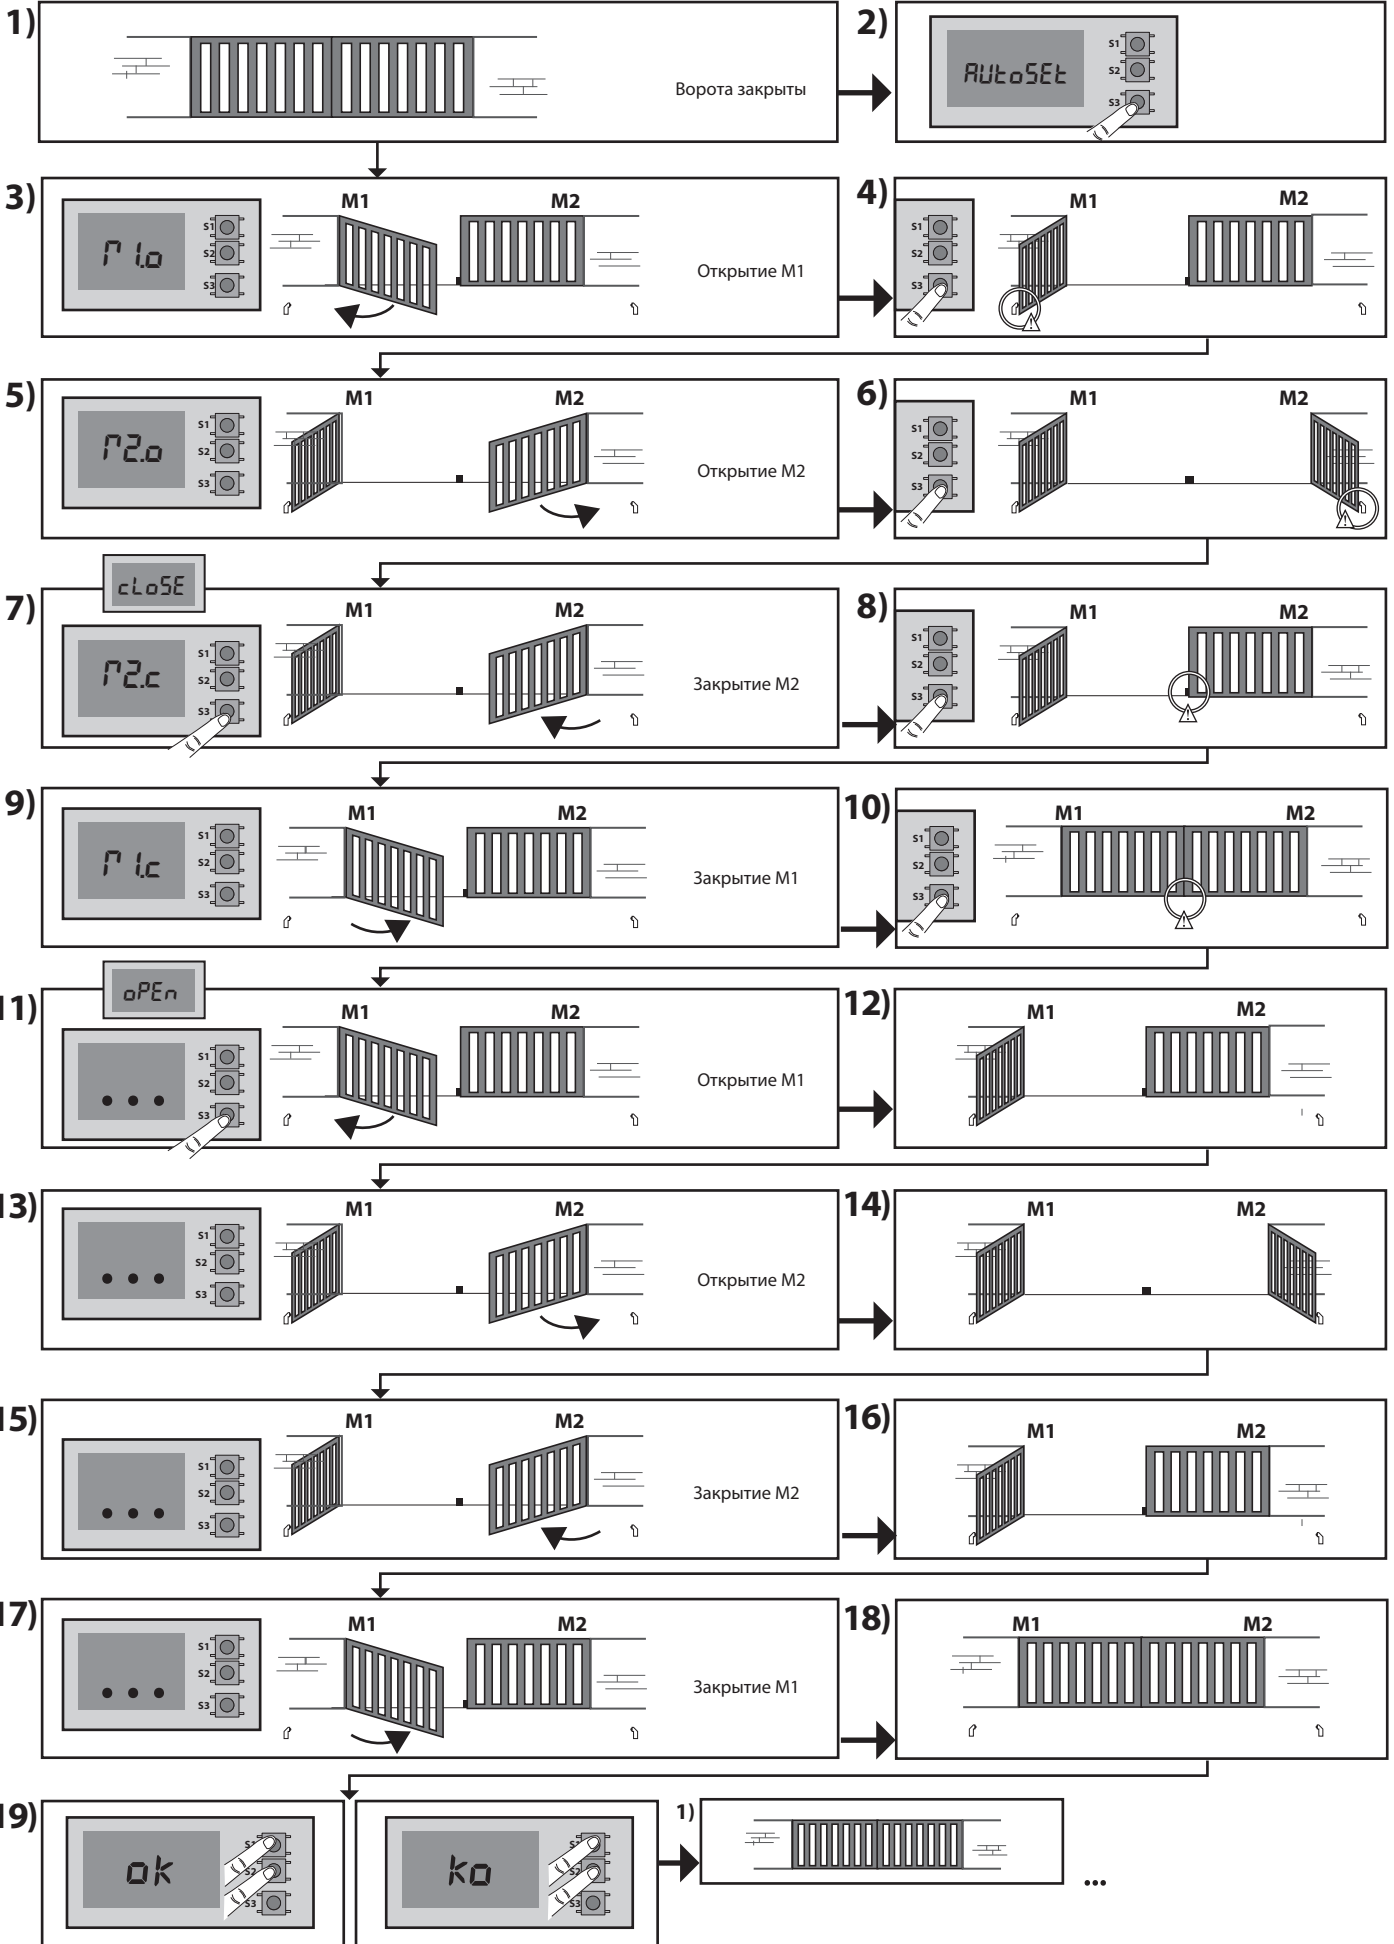 1)
Ворота закрыты
2)
AUtoSEt
S1
S2
S3
3)
M1.o
S1
S2
S3
M1
M2
Открытие M1
4)
S1
S2
S3
M1
M2
5)
M2.o
S1
S2
S3
M1
M2
Открытие M2
6)
S1
S2
S3
M1
M2
cLoSE
7)
M2.c
S1
S2
S3
M1
M2
Закрытие M2
8)
S1
S2
S3
M1
M2
9)
M1.c
S1
S2
S3
M1
M2
Закрытие M1
10)
S1
S2
S3
M1
M2
oPEn
11)
...
S1
S2
S3
M1
M2
Открытие M1
12)
M1
M2
13)
...
S1
S2
S3
M1
M2
Открытие M2
14)
M1
M2
15)
...
S1
S2
S3
M1
M2
Закрытие M2
16)
M1
M2
17)
...
S1
S2
S3
M1
M2
Закрытие M1
18)
M1
M2
19)
ok
S1
S2
S3
ko
S1
S2
S3
1)
...